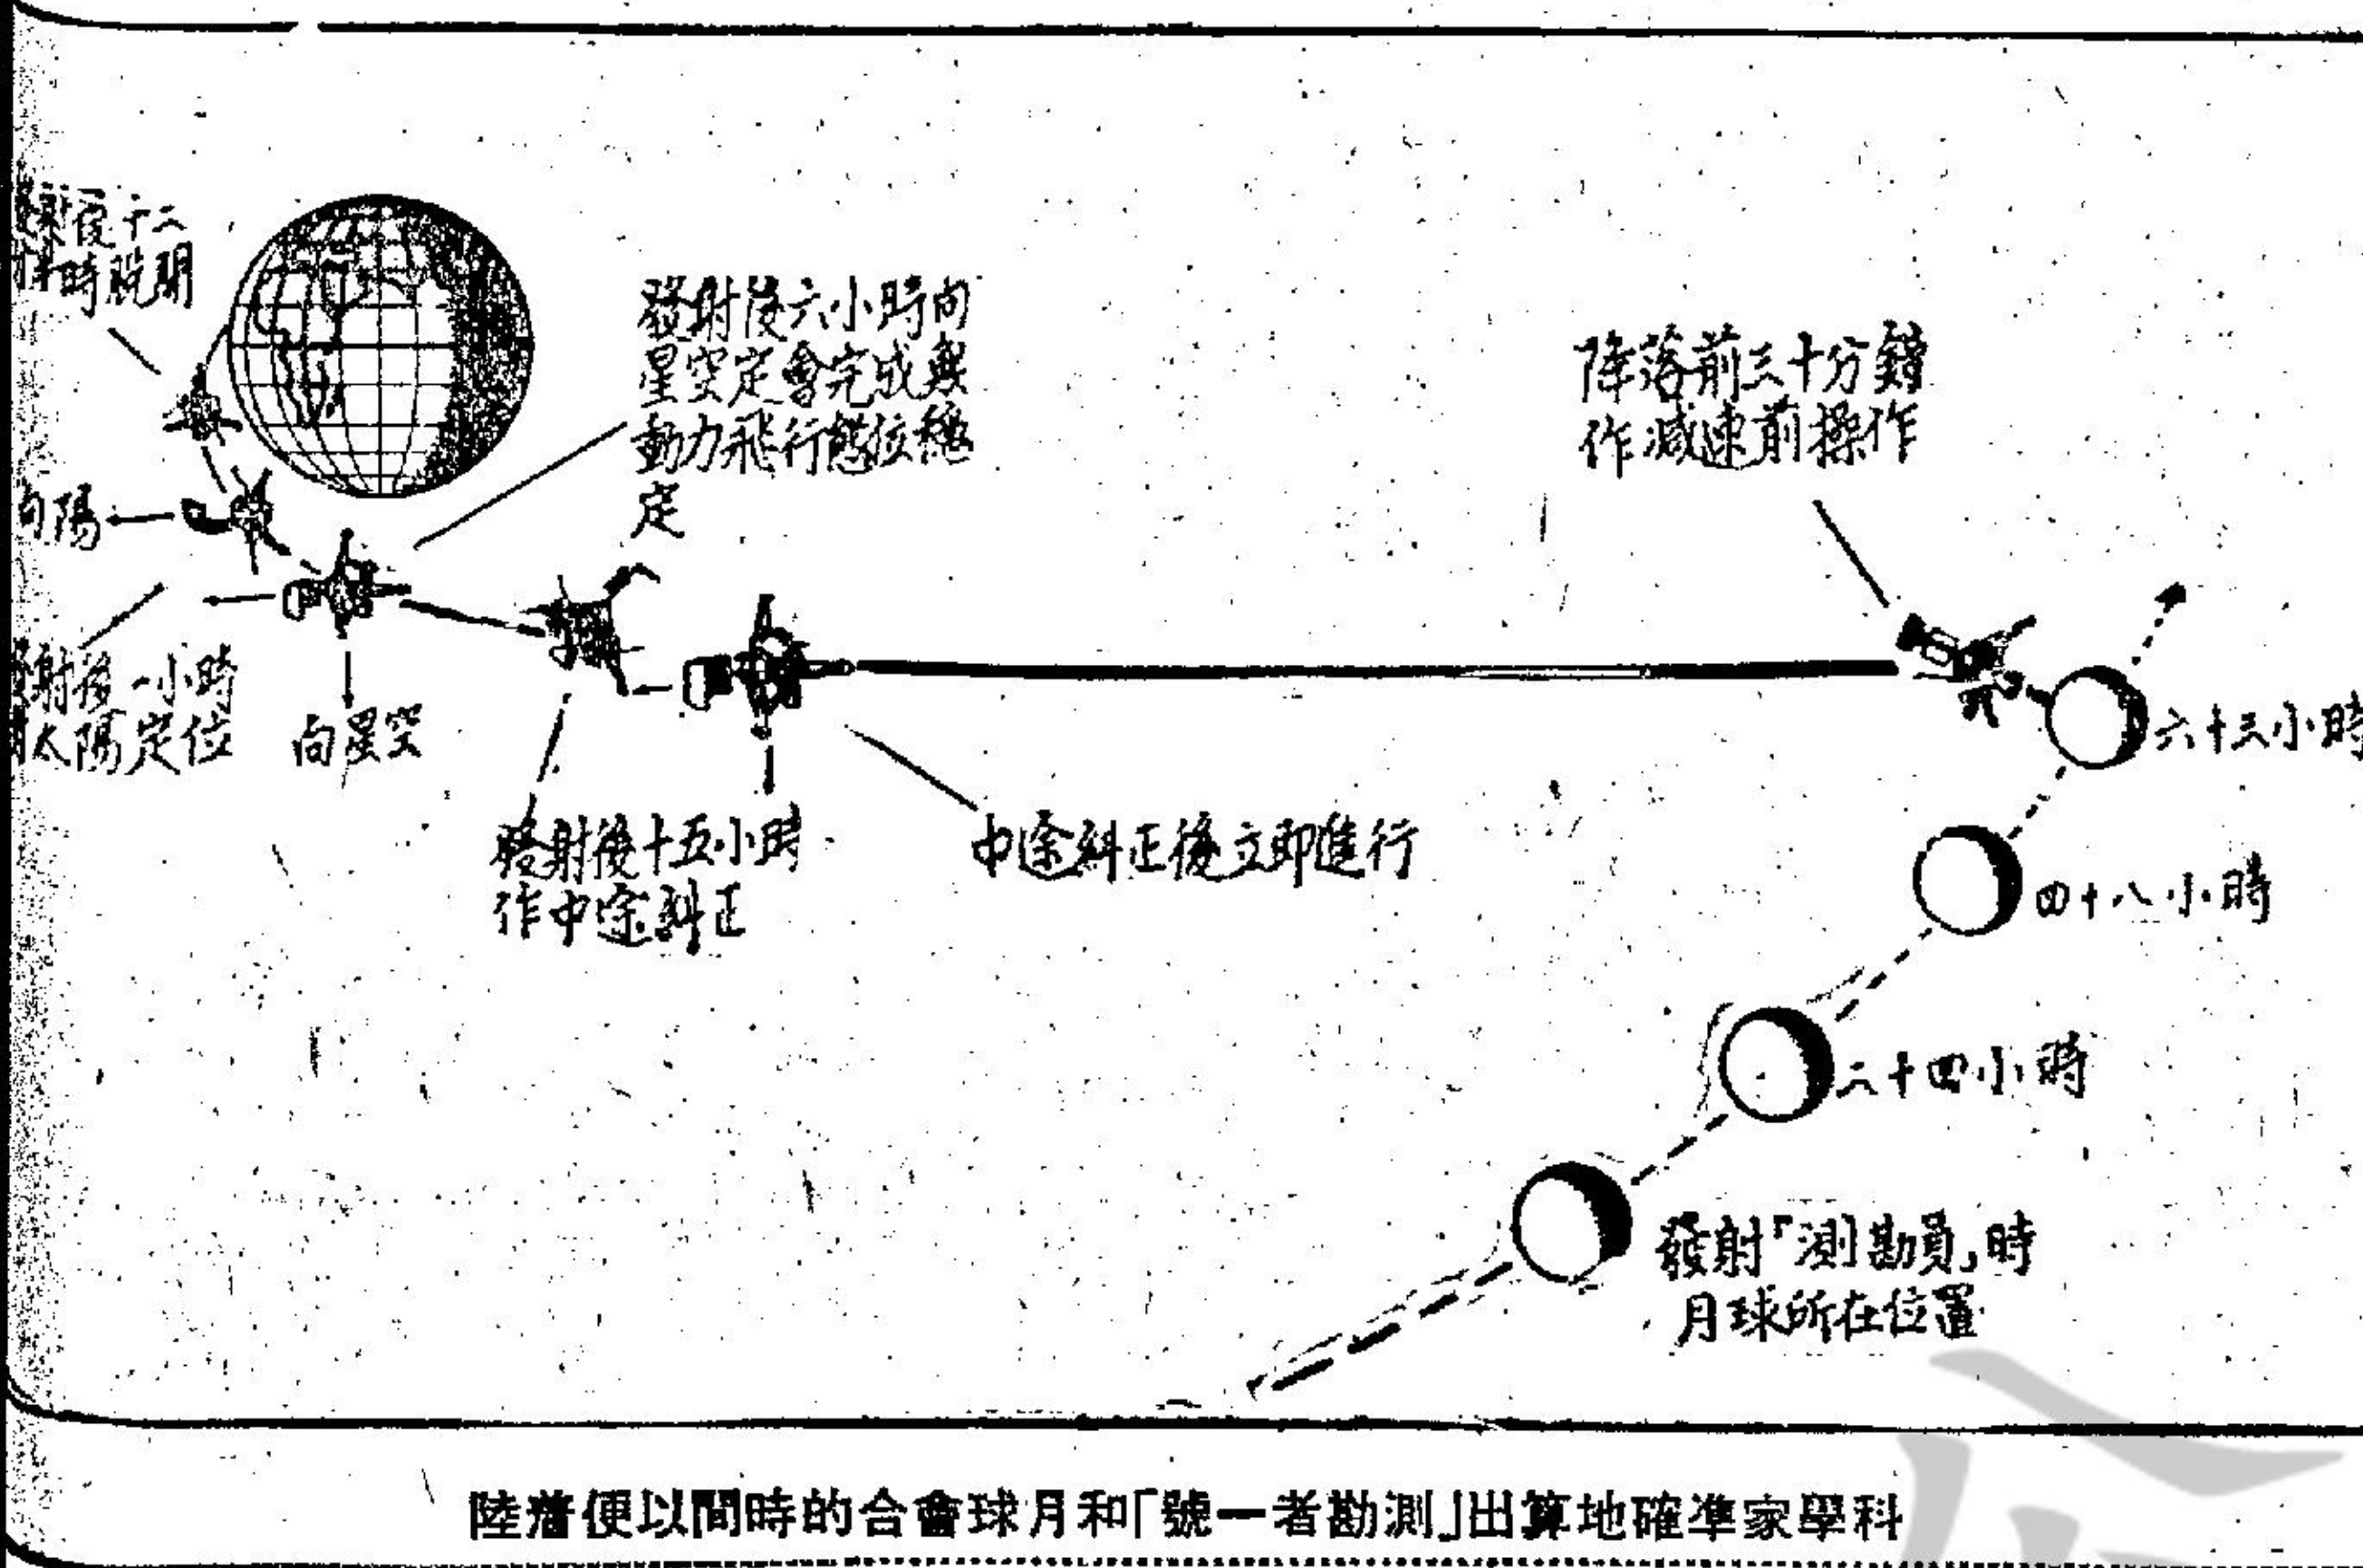 後十二
時脫開
向陽
射後一小時
太陽定位
向星空
發射後六小時向
星空定會完成無
動力飛行態位穩
定
發射後十五小時
作中途糾正
中途糾正後立即進行
降落前三十分鐘
作減速前操作
六十三小時
四十八小時
二十四小時
發射「測勘員」時
月球所在位置
科學家準確地算出「測勘者一號」和月球會合的時間以便着陸